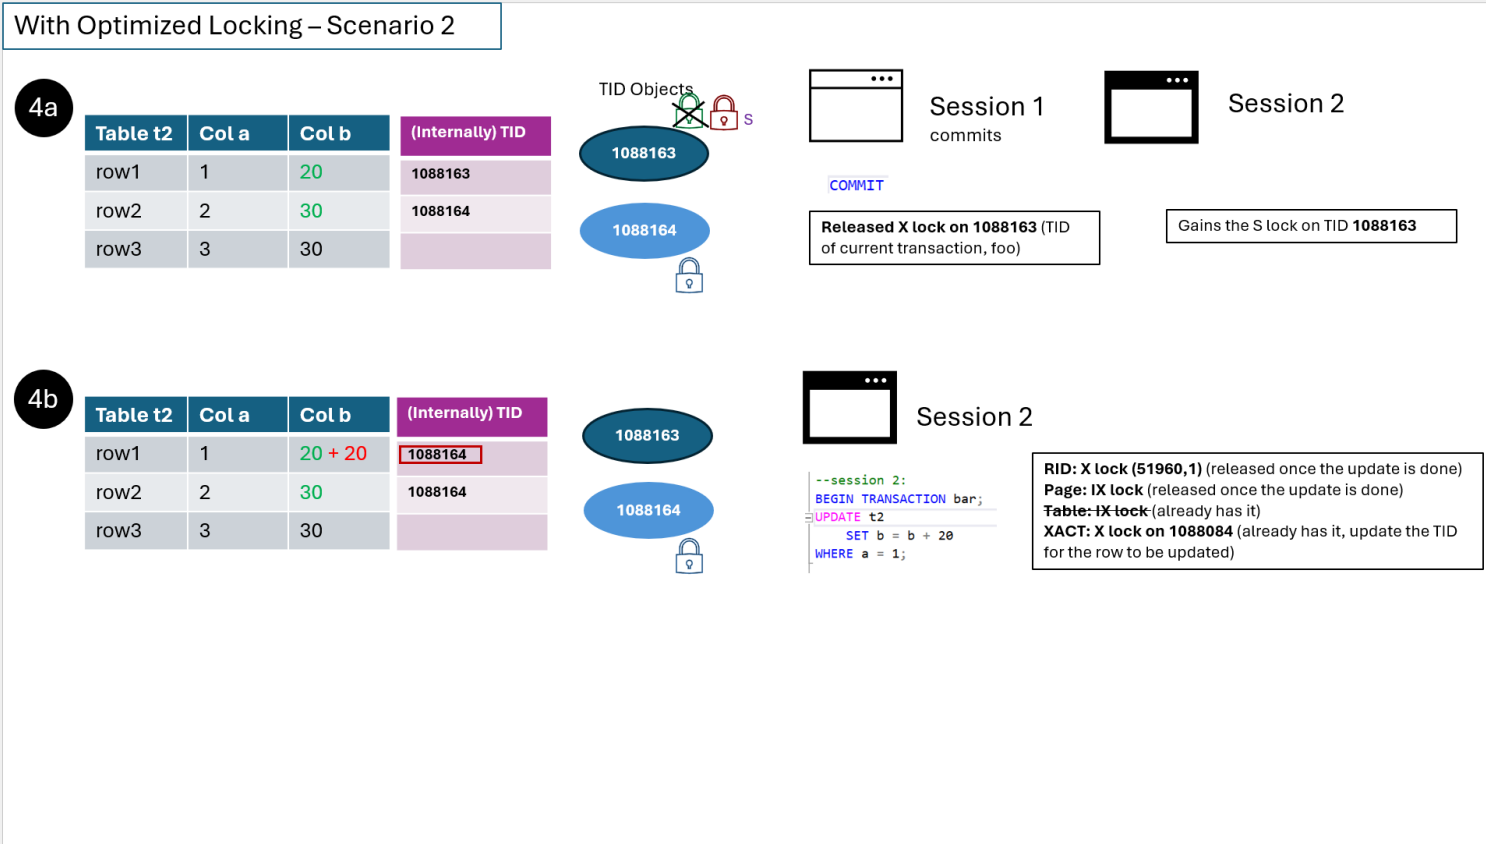 With Optimized Locking – Scenario 2
4a
Table t2 Col a Col b (Internally) TID
row1 1 20 1088163
row2 2 30 1088164
row3 3 30
TID Objects
S
1088163
1088164
Session 1
commits
COMMIT
Released X lock on 1088163 (TID
of current transaction, foo)
Session 2
Gains the S lock on TID 1088163
4b
Table t2 Col a Col b (Internally) TID
row1 1 20 + 20 1088164
row2 2 30 1088164
row3 3 30
1088163
1088164
Session 2
--session 2:
BEGIN TRANSACTION bar;
UPDATE t2
SET b = b + 20
WHERE a = 1;
RID: X lock (51960,1) (released once the update is done)
Page: IX lock (released once the update is done)
Table: IX lock (already has it)
XACT: X lock on 1088084 (already has it, update the TID
for the row to be updated)